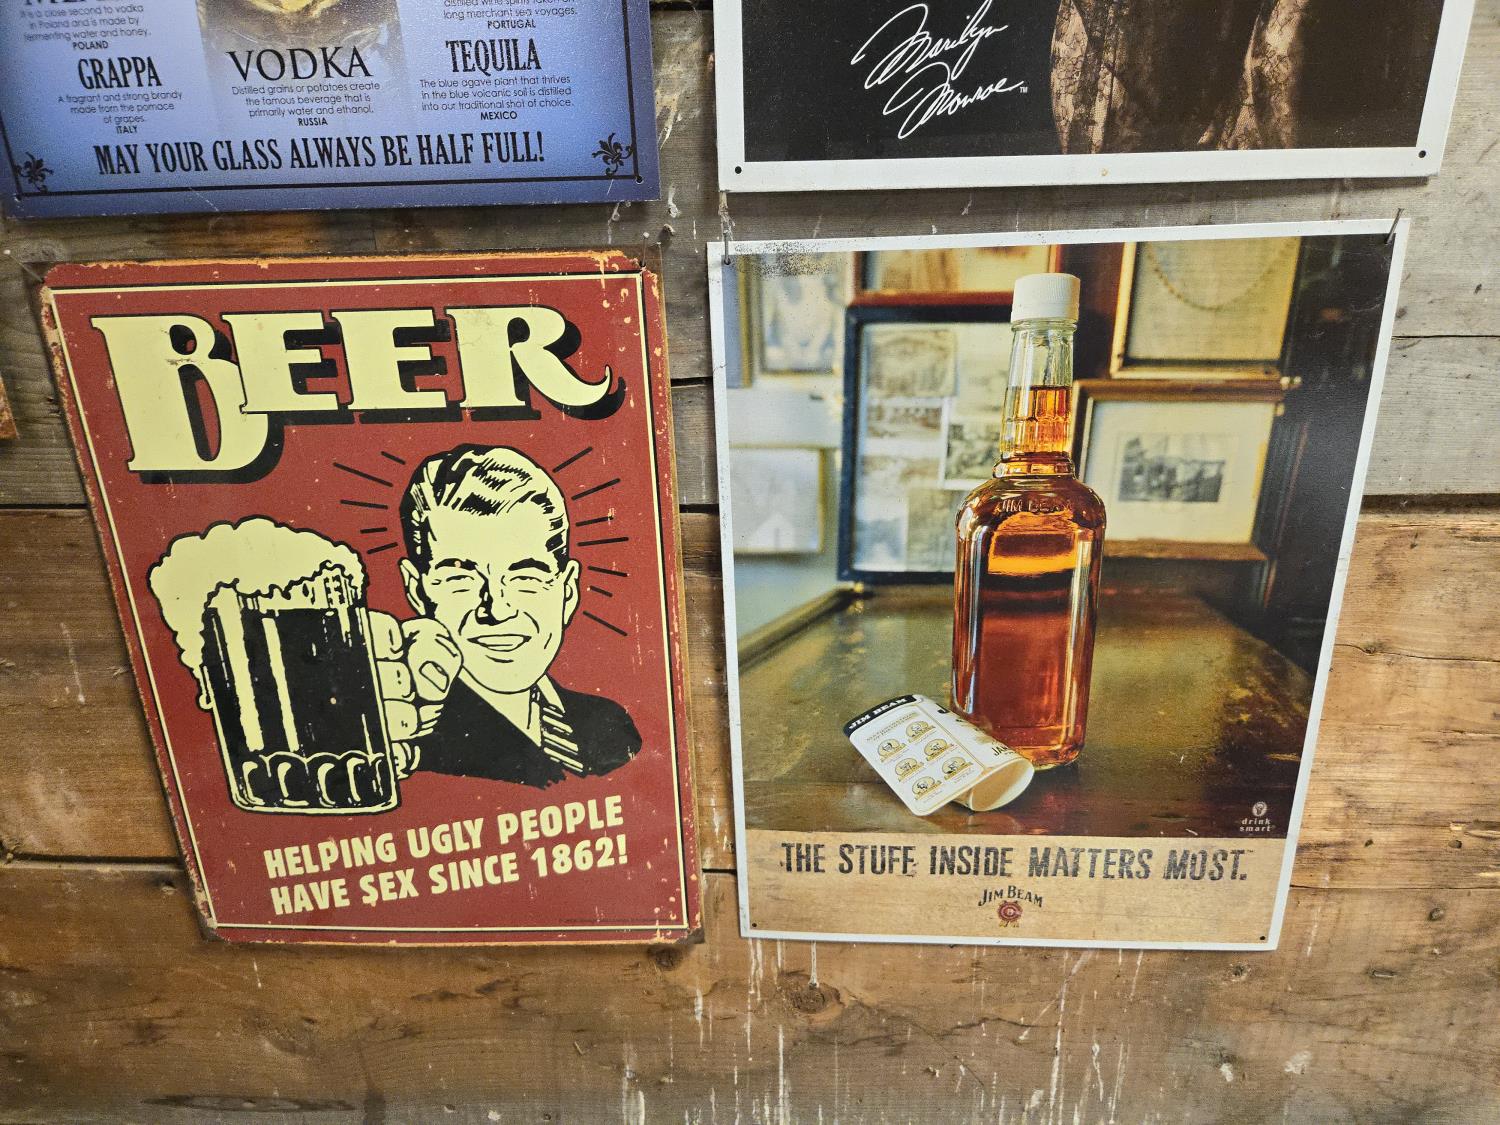 It is a close second to vodka
in Poland and is made by
fermenting water and honey.
POLAND
GRAPPA
A fragrant and strong brandy
made from the pomace
of grapes.
ITALY
VODKA
Distilled grains or potatoes create
the famous beverage that is
primarily water and ethanol.
RUSSIA
distilled wine spirits taken on
long merchant sea voyages.
PORTUGAL
TEQUILA
The blue agave plant that thrives
in the blue volcanic soil is distilled
into our traditional shot of choice.
MEXICO
MAY YOUR GLASS ALWAYS BE HALF FULL!
Marilyn
Monroe™
BEER
HELPING UGLY PEOPLE
HAVE $EX SINCE 1862!
JIM BEAM
JIM BEAM
drink
smart
THE STUFF INSIDE MATTERS MOST.™
JIM BEAM